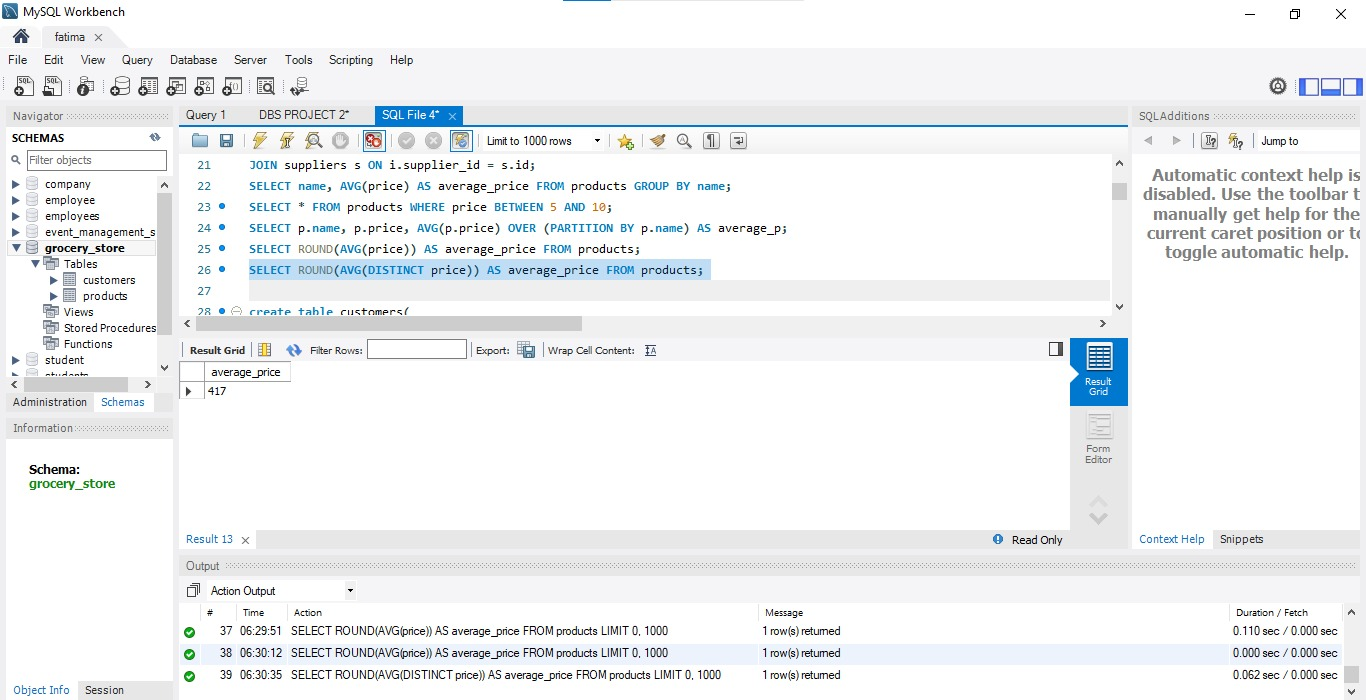 MySQL Workbench
fatima
File Edit View Query Database Server Tools Scripting Help
Navigator
SCHEMAS
Filter objects
company
employee
employees
event_management_s
grocery_store
Tables
customers
products
Views
Stored Procedures
Functions
student
students
Administration Schemas
Information
Schema:
grocery_store
Object Info Session
Query 1 DBS PROJECT 2* SQL File 4*
Limit to 1000 rows
21 JOIN suppliers s ON i.supplier_id = s.id;
22 SELECT name, AVG(price) AS average_price FROM products GROUP BY name;
23 SELECT * FROM products WHERE price BETWEEN 5 AND 10;
24 SELECT p.name, p.price, AVG(p.price) OVER (PARTITION BY p.name) AS average_p;
25 SELECT ROUND(AVG(price)) AS average_price FROM products;
26 SELECT ROUND(AVG(DISTINCT price)) AS average_price FROM products;
27
28 create table customers(
Result Grid Filter Rows: Export: Wrap Cell Content:
average_price
417
Result Grid
Form Editor
Result 13
Read Only
Output
Action Output
# Time Action Message Duration / Fetch
37 06:29:51 SELECT ROUND(AVG(price)) AS average_price FROM products LIMIT 0, 1000 1 row(s) returned 0.110 sec / 0.000 sec
38 06:30:12 SELECT ROUND(AVG(price)) AS average_price FROM products LIMIT 0, 1000 1 row(s) returned 0.000 sec / 0.000 sec
39 06:30:35 SELECT ROUND(AVG(DISTINCT price)) AS average_price FROM products LIMIT 0, 1000 1 row(s) returned 0.062 sec / 0.000 sec
SQLAdditions
Jump to
Automatic context help is
disabled. Use the toolbar t
manually get help for the
current caret position or to
toggle automatic help.
Context Help Snippets